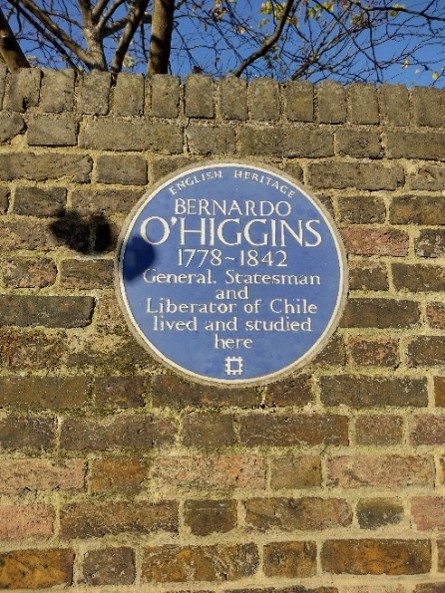 ENGLISH HERITAGE
BERNARDO
O'HIGGINS
1778~1842
General, Statesman
and
Liberator of Chile
lived and studied
here